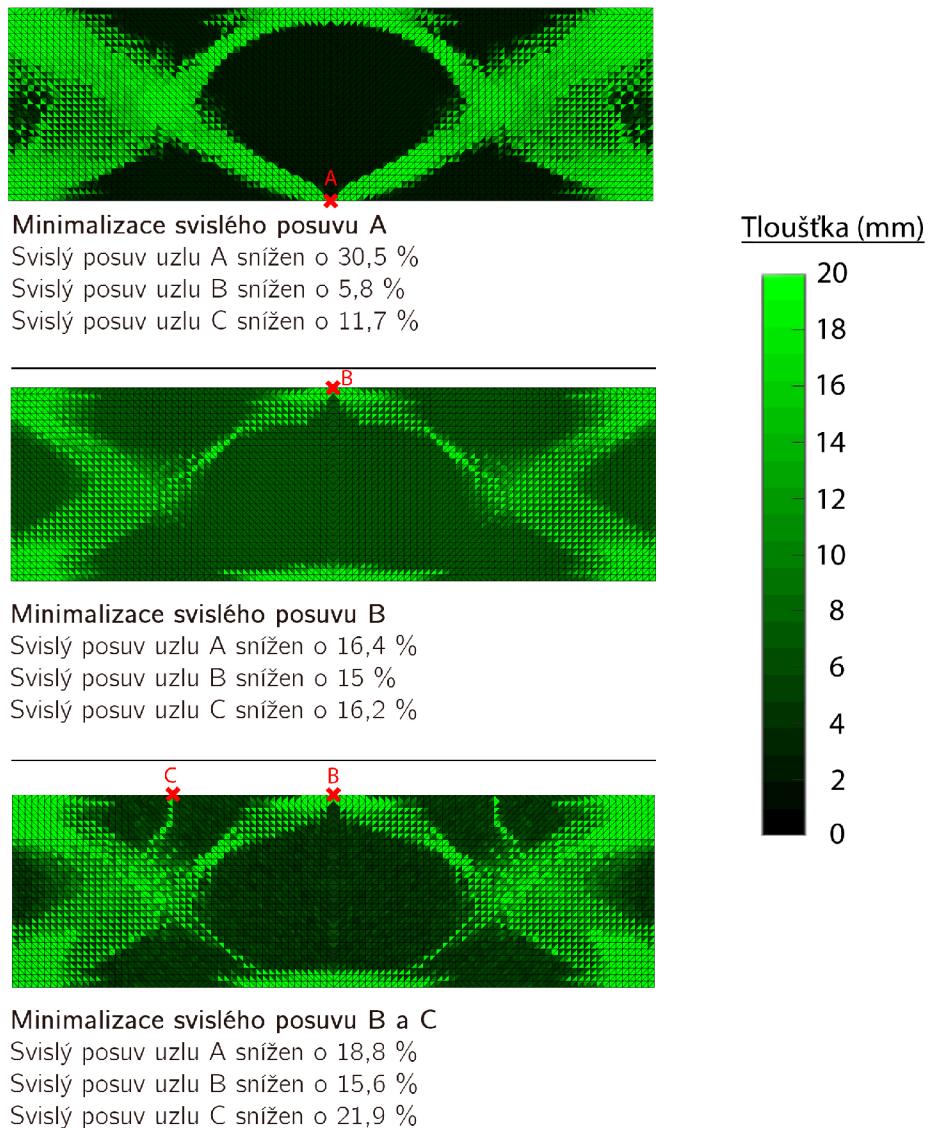 A
Minimalizace svislého posuvu A
Svislý posuv uzlu A snížen o 30,5 %
Svislý posuv uzlu B snížen o 5,8 %
Svislý posuv uzlu C snížen o 11,7 %
B
Minimalizace svislého posuvu B
Svislý posuv uzlu A snížen o 16,4 %
Svislý posuv uzlu B snížen o 15 %
Svislý posuv uzlu C snížen o 16,2 %
C B
Minimalizace svislého posuvu B a C
Svislý posuv uzlu A snížen o 18,8 %
Svislý posuv uzlu B snížen o 15,6 %
Svislý posuv uzlu C snížen o 21,9 %
Tloušťka (mm)
20
18
16
14
12
10
8
6
4
2
0